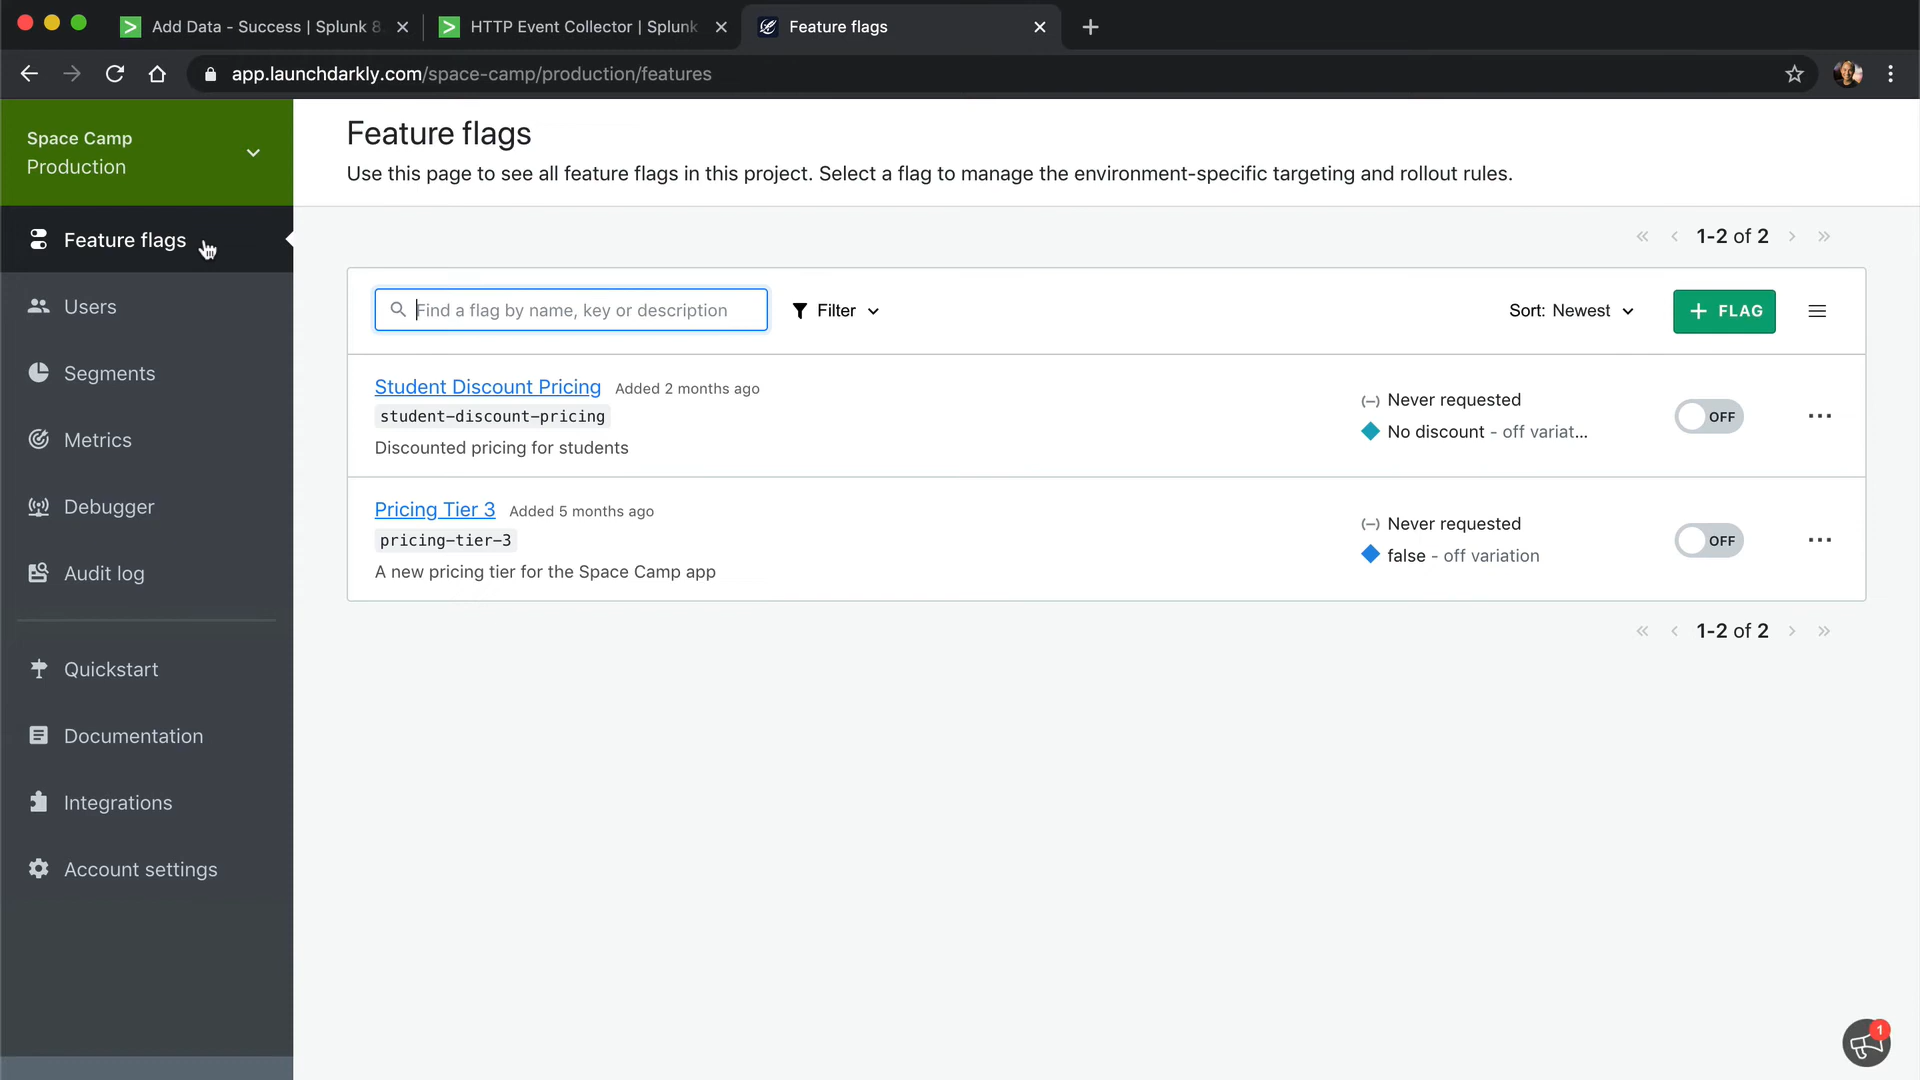 Add Data - Success | Splunk 8.
HTTP Event Collector | Splunk
Feature flags
app.launchdarkly.com/space-camp/production/features
Space Camp
Production
Feature flags
Users
Segments
Metrics
Debugger
Audit log
Quickstart
Documentation
Integrations
Account settings
Feature flags
Use this page to see all feature flags in this project. Select a flag to manage the environment-specific targeting and rollout rules.
1-2 of 2
Find a flag by name, key or description
Filter
Sort: Newest
+ FLAG
Student Discount Pricing Added 2 months ago
student-discount-pricing
Discounted pricing for students
(–) Never requested
No discount - off variat...
OFF
Pricing Tier 3 Added 5 months ago
pricing-tier-3
A new pricing tier for the Space Camp app
(–) Never requested
false - off variation
OFF
1-2 of 2
1